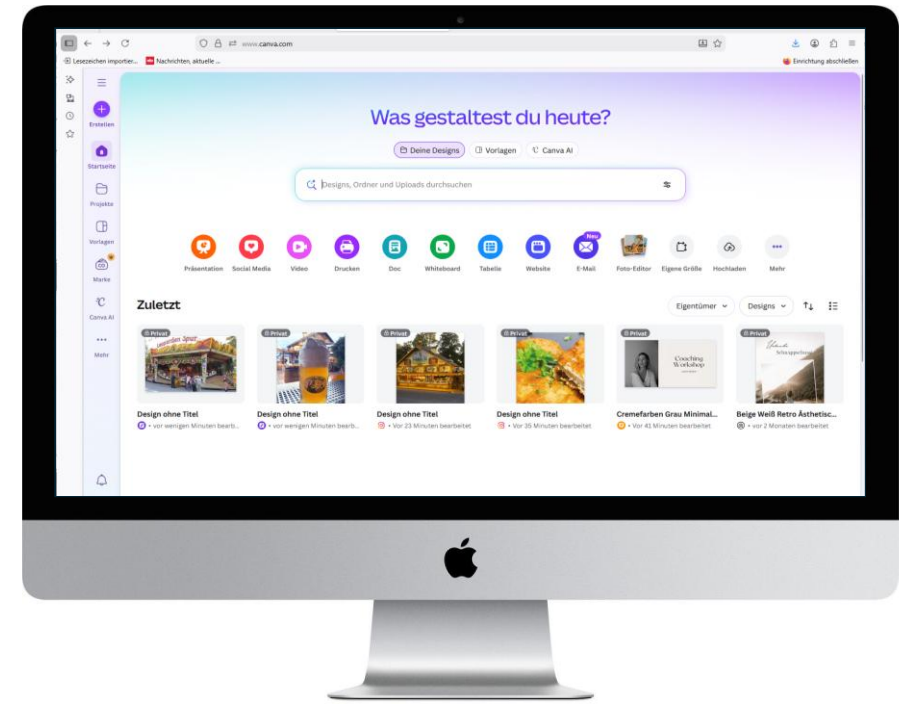 www.canva.com
Lesezeichen importier... Nachrichten, aktuelle ...
Einrichtung abschließen
Erstellen
Startseite
Projekte
Vorlagen
Marke
Canva AI
Mehr
Was gestaltest du heute?
Deine Designs Vorlagen Canva AI
Designs, Ordner und Uploads durchsuchen
Neu
Präsentation Social Media Video Drucken Doc Whiteboard Tabelle Website E-Mail Foto-Editor Eigene Größe Hochladen Mehr
Zuletzt
Eigentümer Designs
Privat Privat Privat Privat Privat Privat
Coaching
Workshop
Design ohne Titel Design ohne Titel Design ohne Titel Design ohne Titel Cremefarben Grau Minimal... Beige Weiß Retro Ästhetisc...
• vor wenigen Minuten bearb... • vor wenigen Minuten bearb... • Vor 23 Minuten bearbeitet • Vor 35 Minuten bearbeitet • Vor 41 Minuten bearbeitet • vor 2 Monaten bearbeitet